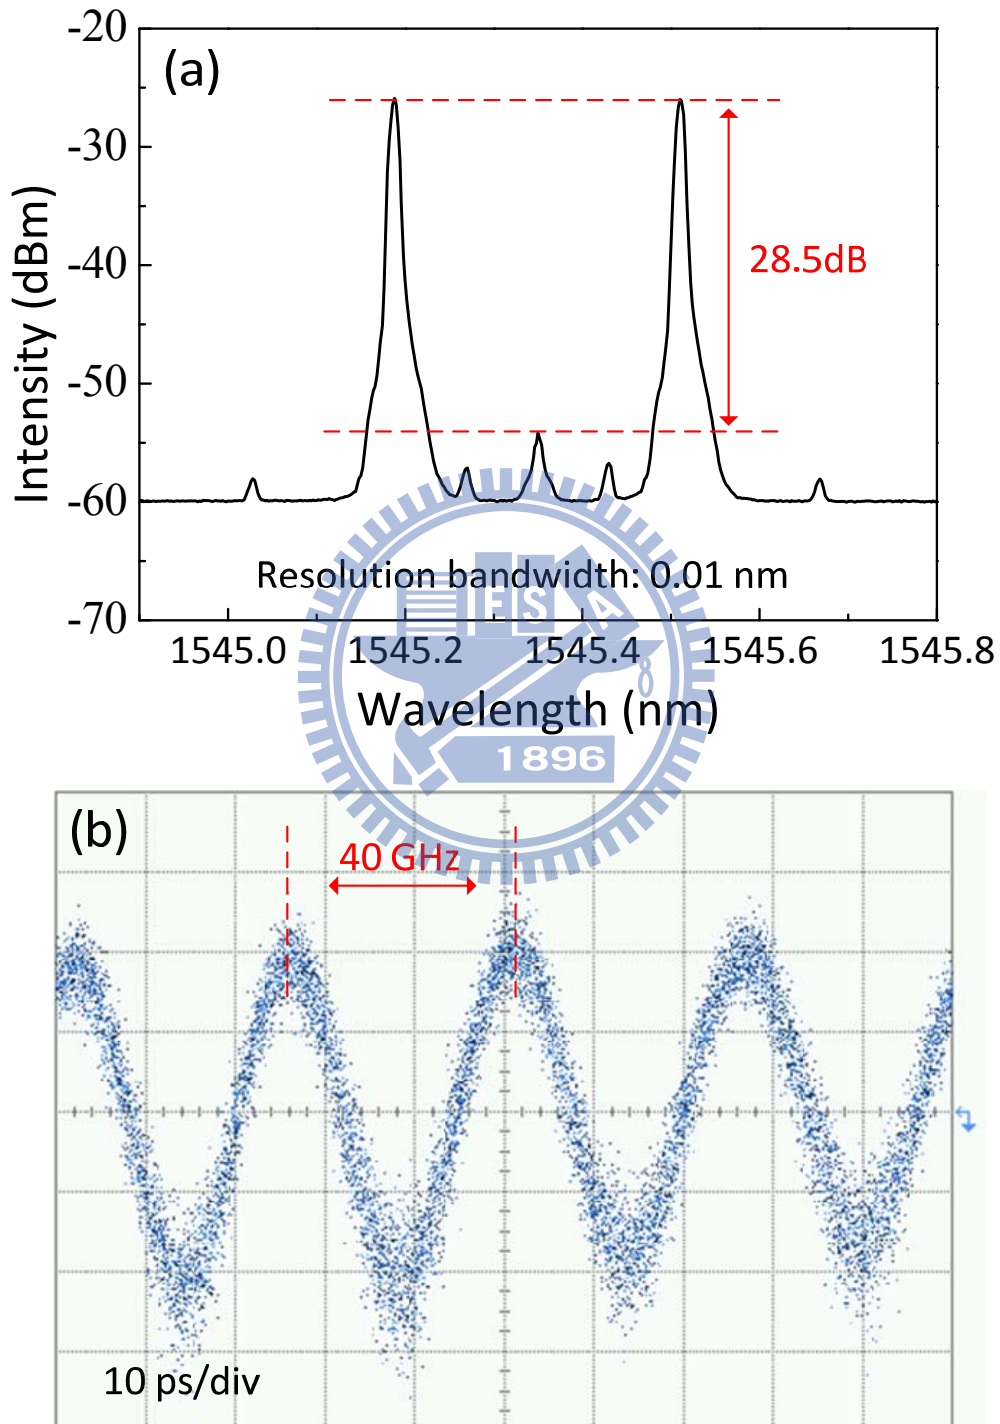 (a)
-20
-30
-40
-50
-60
-70
Intensity (dBm)
28.5dB
Resolution bandwidth: 0.01 nm
ESA
1545.0 1545.2 1545.4 1545.6 1545.8
Wavelength (nm)
1896
(b)
40 GHz
10 ps/div